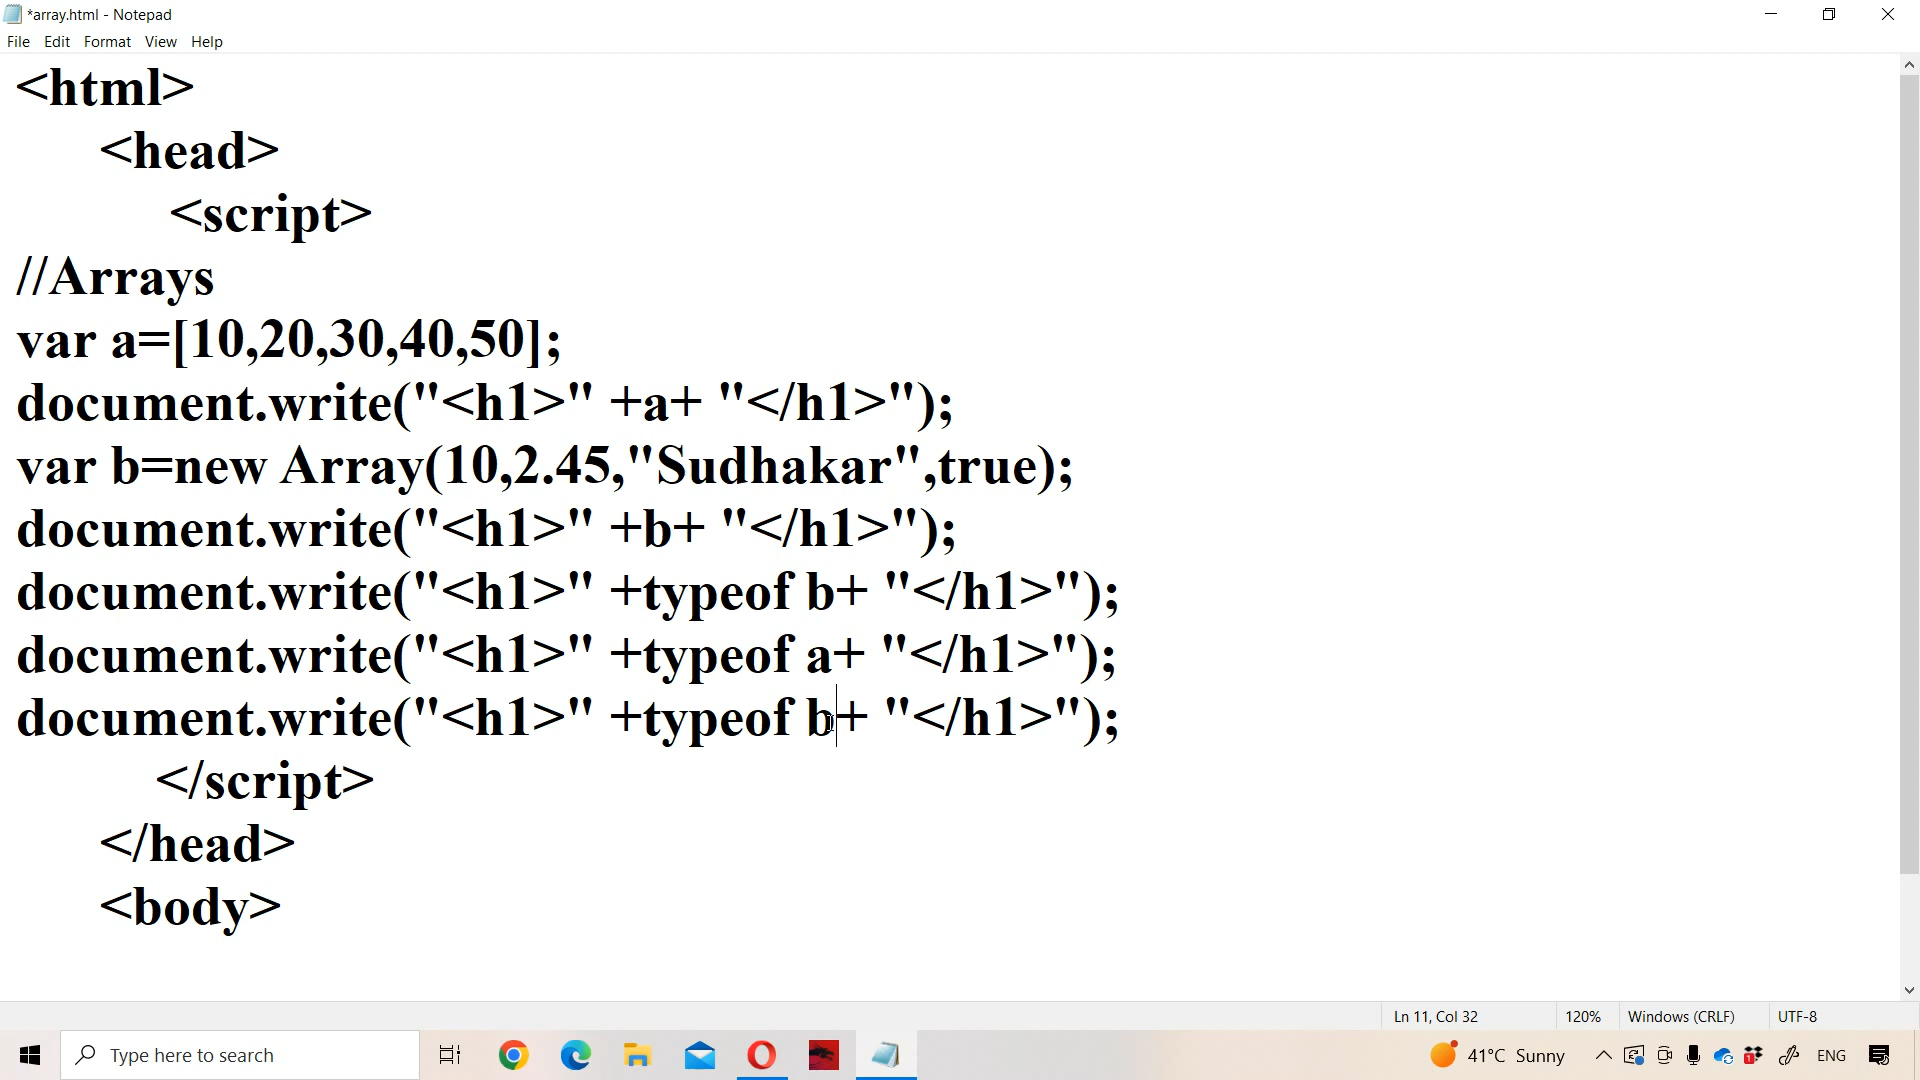 *array.html - Notepad
File Edit Format View Help
<html>
<head>
<script>
//Arrays
var a=[10,20,30,40,50];
document.write("<h1>" +a+ "</h1>");
var b=new Array(10,2.45,"Sudhakar",true);
document.write("<h1>" +b+ "</h1>");
document.write("<h1>" +typeof b+ "</h1>");
document.write("<h1>" +typeof a+ "</h1>");
document.write("<h1>" +typeof b+ "</h1>");
</script>
</head>
<body>
Ln 11, Col 32 120% Windows (CRLF) UTF-8
Type here to search 41°C Sunny 1 ENG